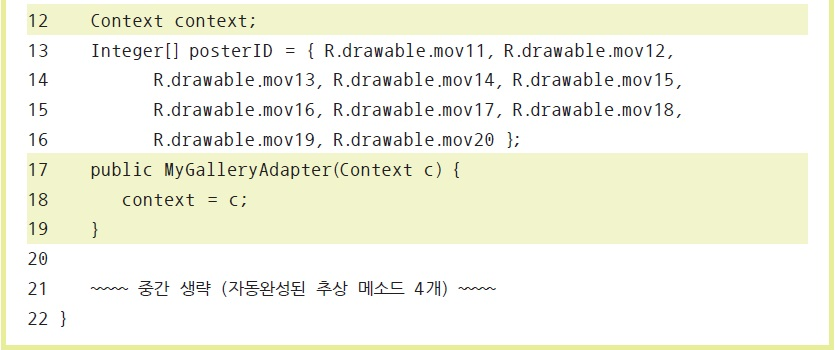 12    Context context;
13    Integer[] posterID = { R.drawable.mov11, R.drawable.mov12,
14          R.drawable.mov13, R.drawable.mov14, R.drawable.mov15,
15          R.drawable.mov16, R.drawable.mov17, R.drawable.mov18,
16          R.drawable.mov19, R.drawable.mov20 };
17    public MyGalleryAdapter(Context c) {
18       context = c;
19    }
20
21    ~~~~ 중간 생략 (자동완성된 추상 메소드 4개) ~~~~
22 }